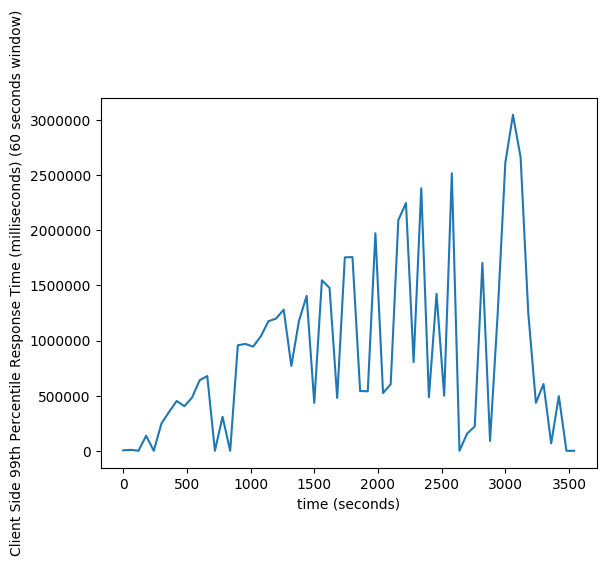 Client Side 99th Percentile Response Time (milliseconds) (60 seconds window)
3000000
2500000
2000000
1500000
1000000
500000
0
0 500 1000 1500 2000 2500 3000 3500
time (seconds)